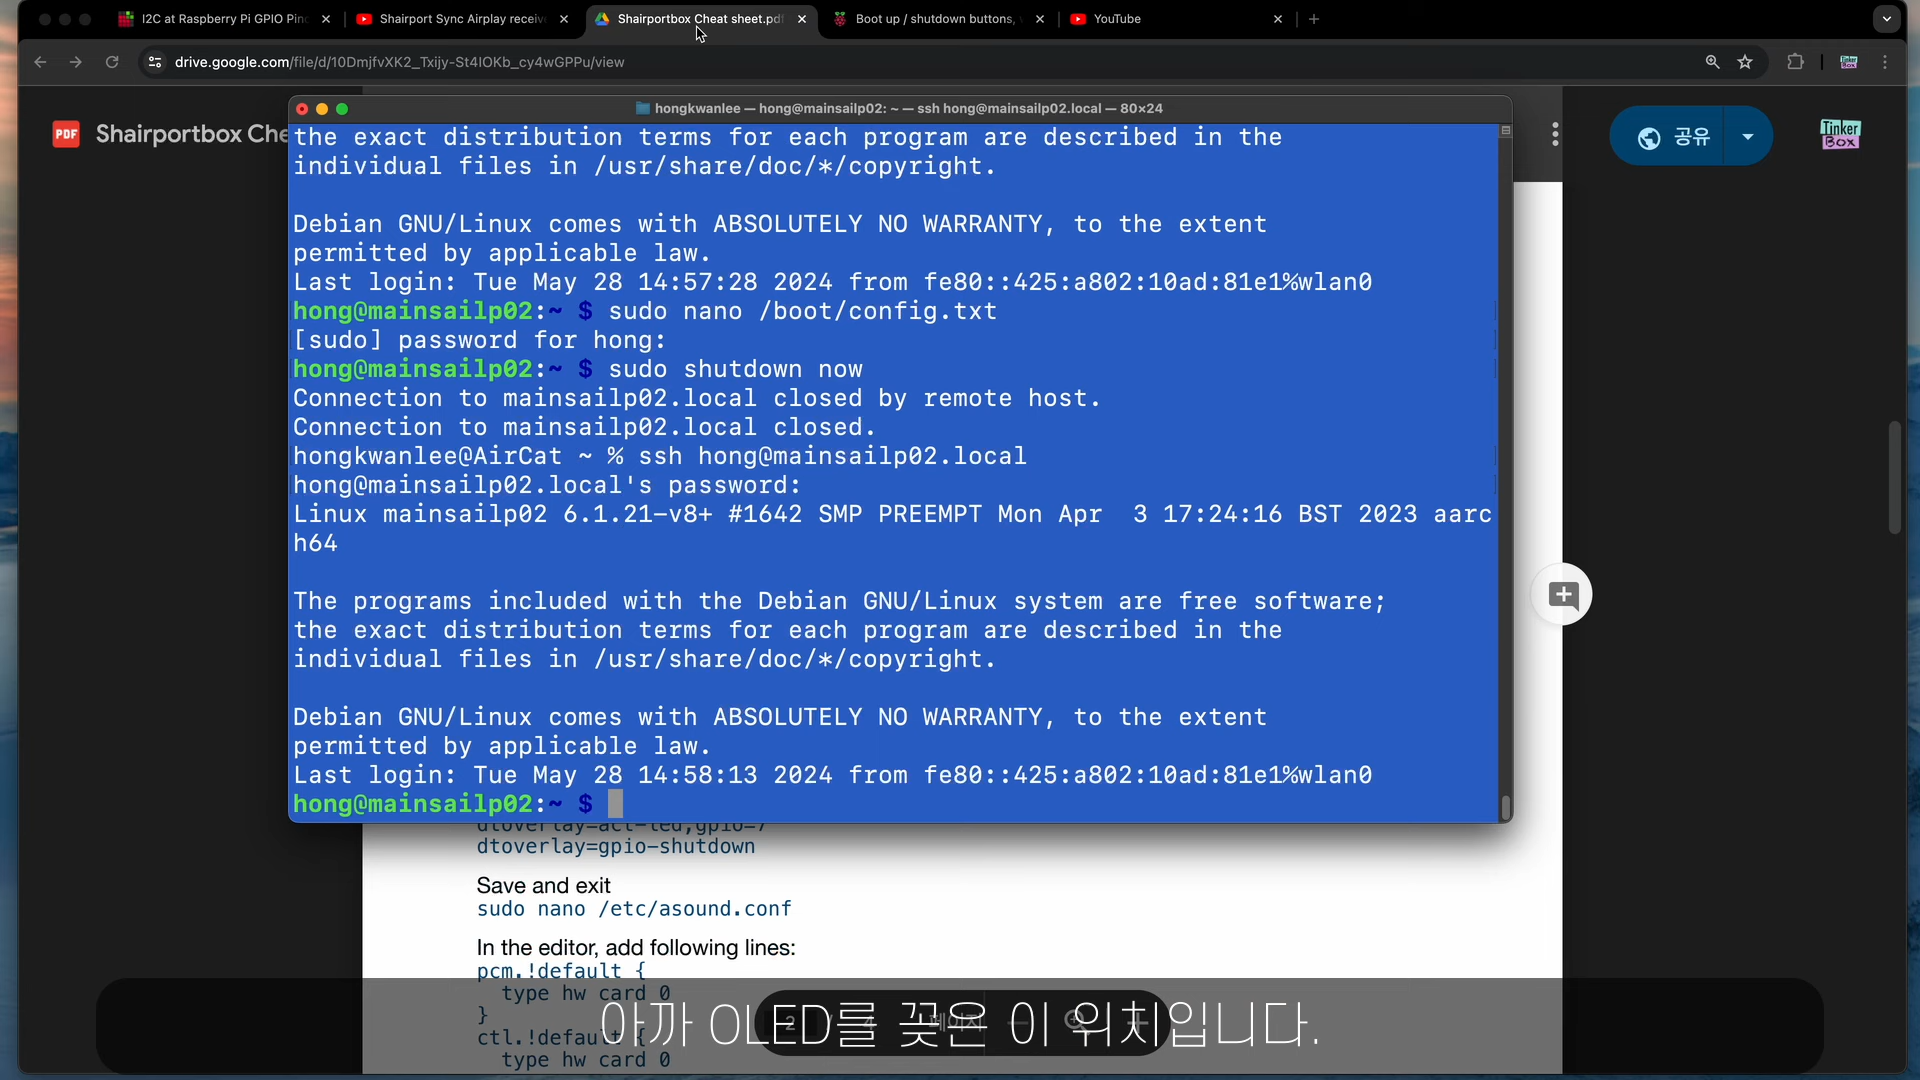 I2C at Raspberry Pi GPIO Pin
Shairport Sync Airplay receiv
Shairportbox Cheat sheet.pdf
Boot up / shutdown buttons,
YouTube
drive.google.com/file/d/10DmjfvXK2_Txijy-St4IOKb_cy4wGPPu/view
hongkwanlee — hong@mainsailp02: ~ — ssh hong@mainsailp02.local — 80×24
PDF
Shairportbox Che
공유
Tinker
Box
the exact distribution terms for each program are described in the
individual files in /usr/share/doc/*/copyright.
Debian GNU/Linux comes with ABSOLUTELY NO WARRANTY, to the extent
permitted by applicable law.
Last login: Tue May 28 14:57:28 2024 from fe80::425:a802:10ad:81e1%wlan0
hong@mainsailp02:~ $ sudo nano /boot/config.txt
[sudo] password for hong:
hong@mainsailp02:~ $ sudo shutdown now
Connection to mainsailp02.local closed by remote host.
Connection to mainsailp02.local closed.
hongkwanlee@AirCat ~ % ssh hong@mainsailp02.local
hong@mainsailp02.local's password:
Linux mainsailp02 6.1.21-v8+ #1642 SMP PREEMPT Mon Apr  3 17:24:16 BST 2023 aarc
h64
The programs included with the Debian GNU/Linux system are free software;
the exact distribution terms for each program are described in the
individual files in /usr/share/doc/*/copyright.
Debian GNU/Linux comes with ABSOLUTELY NO WARRANTY, to the extent
permitted by applicable law.
Last login: Tue May 28 14:58:13 2024 from fe80::425:a802:10ad:81e1%wlan0
hong@mainsailp02:~ $
dtoverlay=act-led,gpio=7
dtoverlay=gpio-shutdown
Save and exit
sudo nano /etc/asound.conf
In the editor, add following lines:
pcm.!default {
type hw card 0
}
ctl.!default {
type hw card 0
아까 OLED를 꽂은 이 위치입니다.